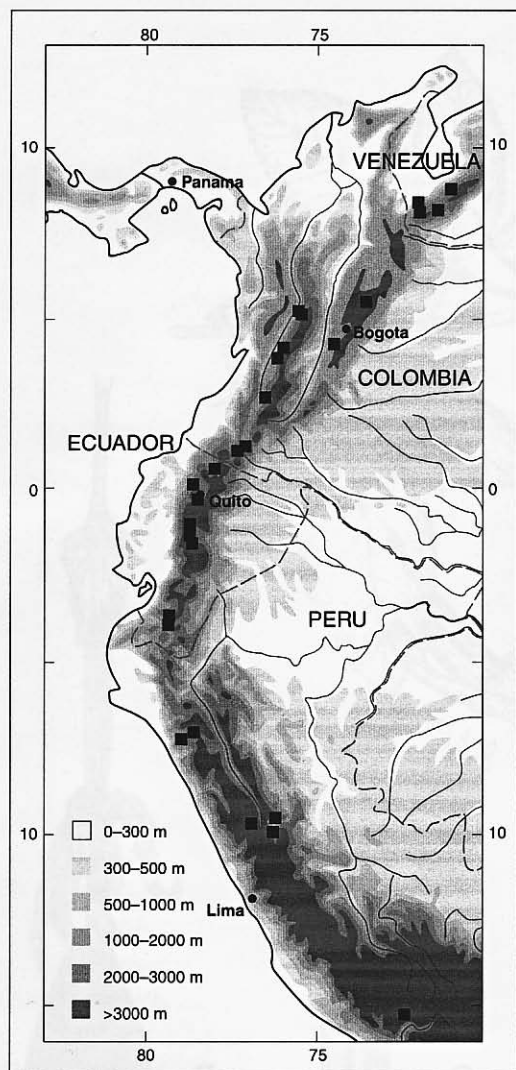 80 75
10 10
VENEZUELA
Panama
Bogota
COLOMBIA
ECUADOR
0 0
Quito
PERU
10 10
0–300 m
300–500 m
500–1000 m
1000–2000 m
2000–3000 m
>3000 m
Lima
80 75